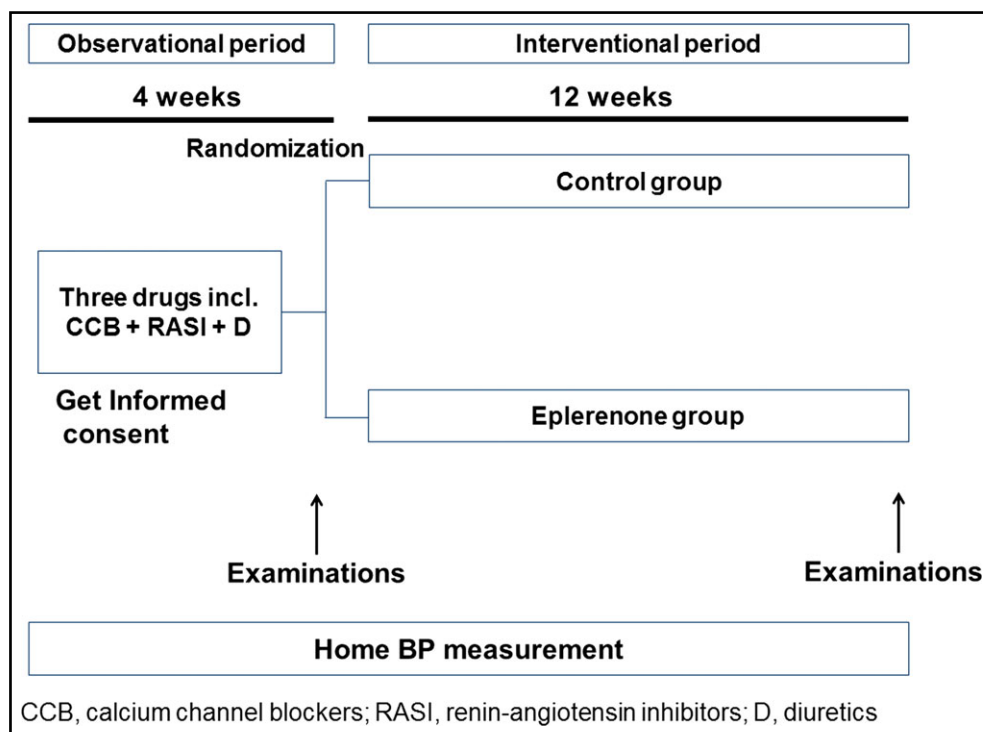 Observational period
Interventional period
4 weeks
12 weeks
Randomization
Control group
Three drugs incl.
CCB + RASI + D
Get Informed
consent
Eplerenone group
Examinations
Examinations
Home BP measurement
CCB, calcium channel blockers; RASI, renin-angiotensin inhibitors; D, diuretics